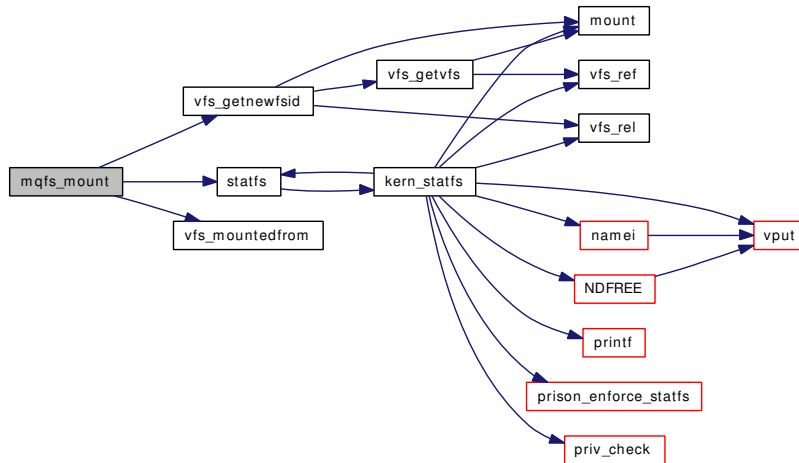 mount
vfs_getvfs
vfs_ref
vfs_getnewfsid
vfs_rel
mqfs_mount
statfs
kern_statfs
vfs_mountedfrom
namei
vput
NDFREE
printf
prison_enforce_statfs
priv_check